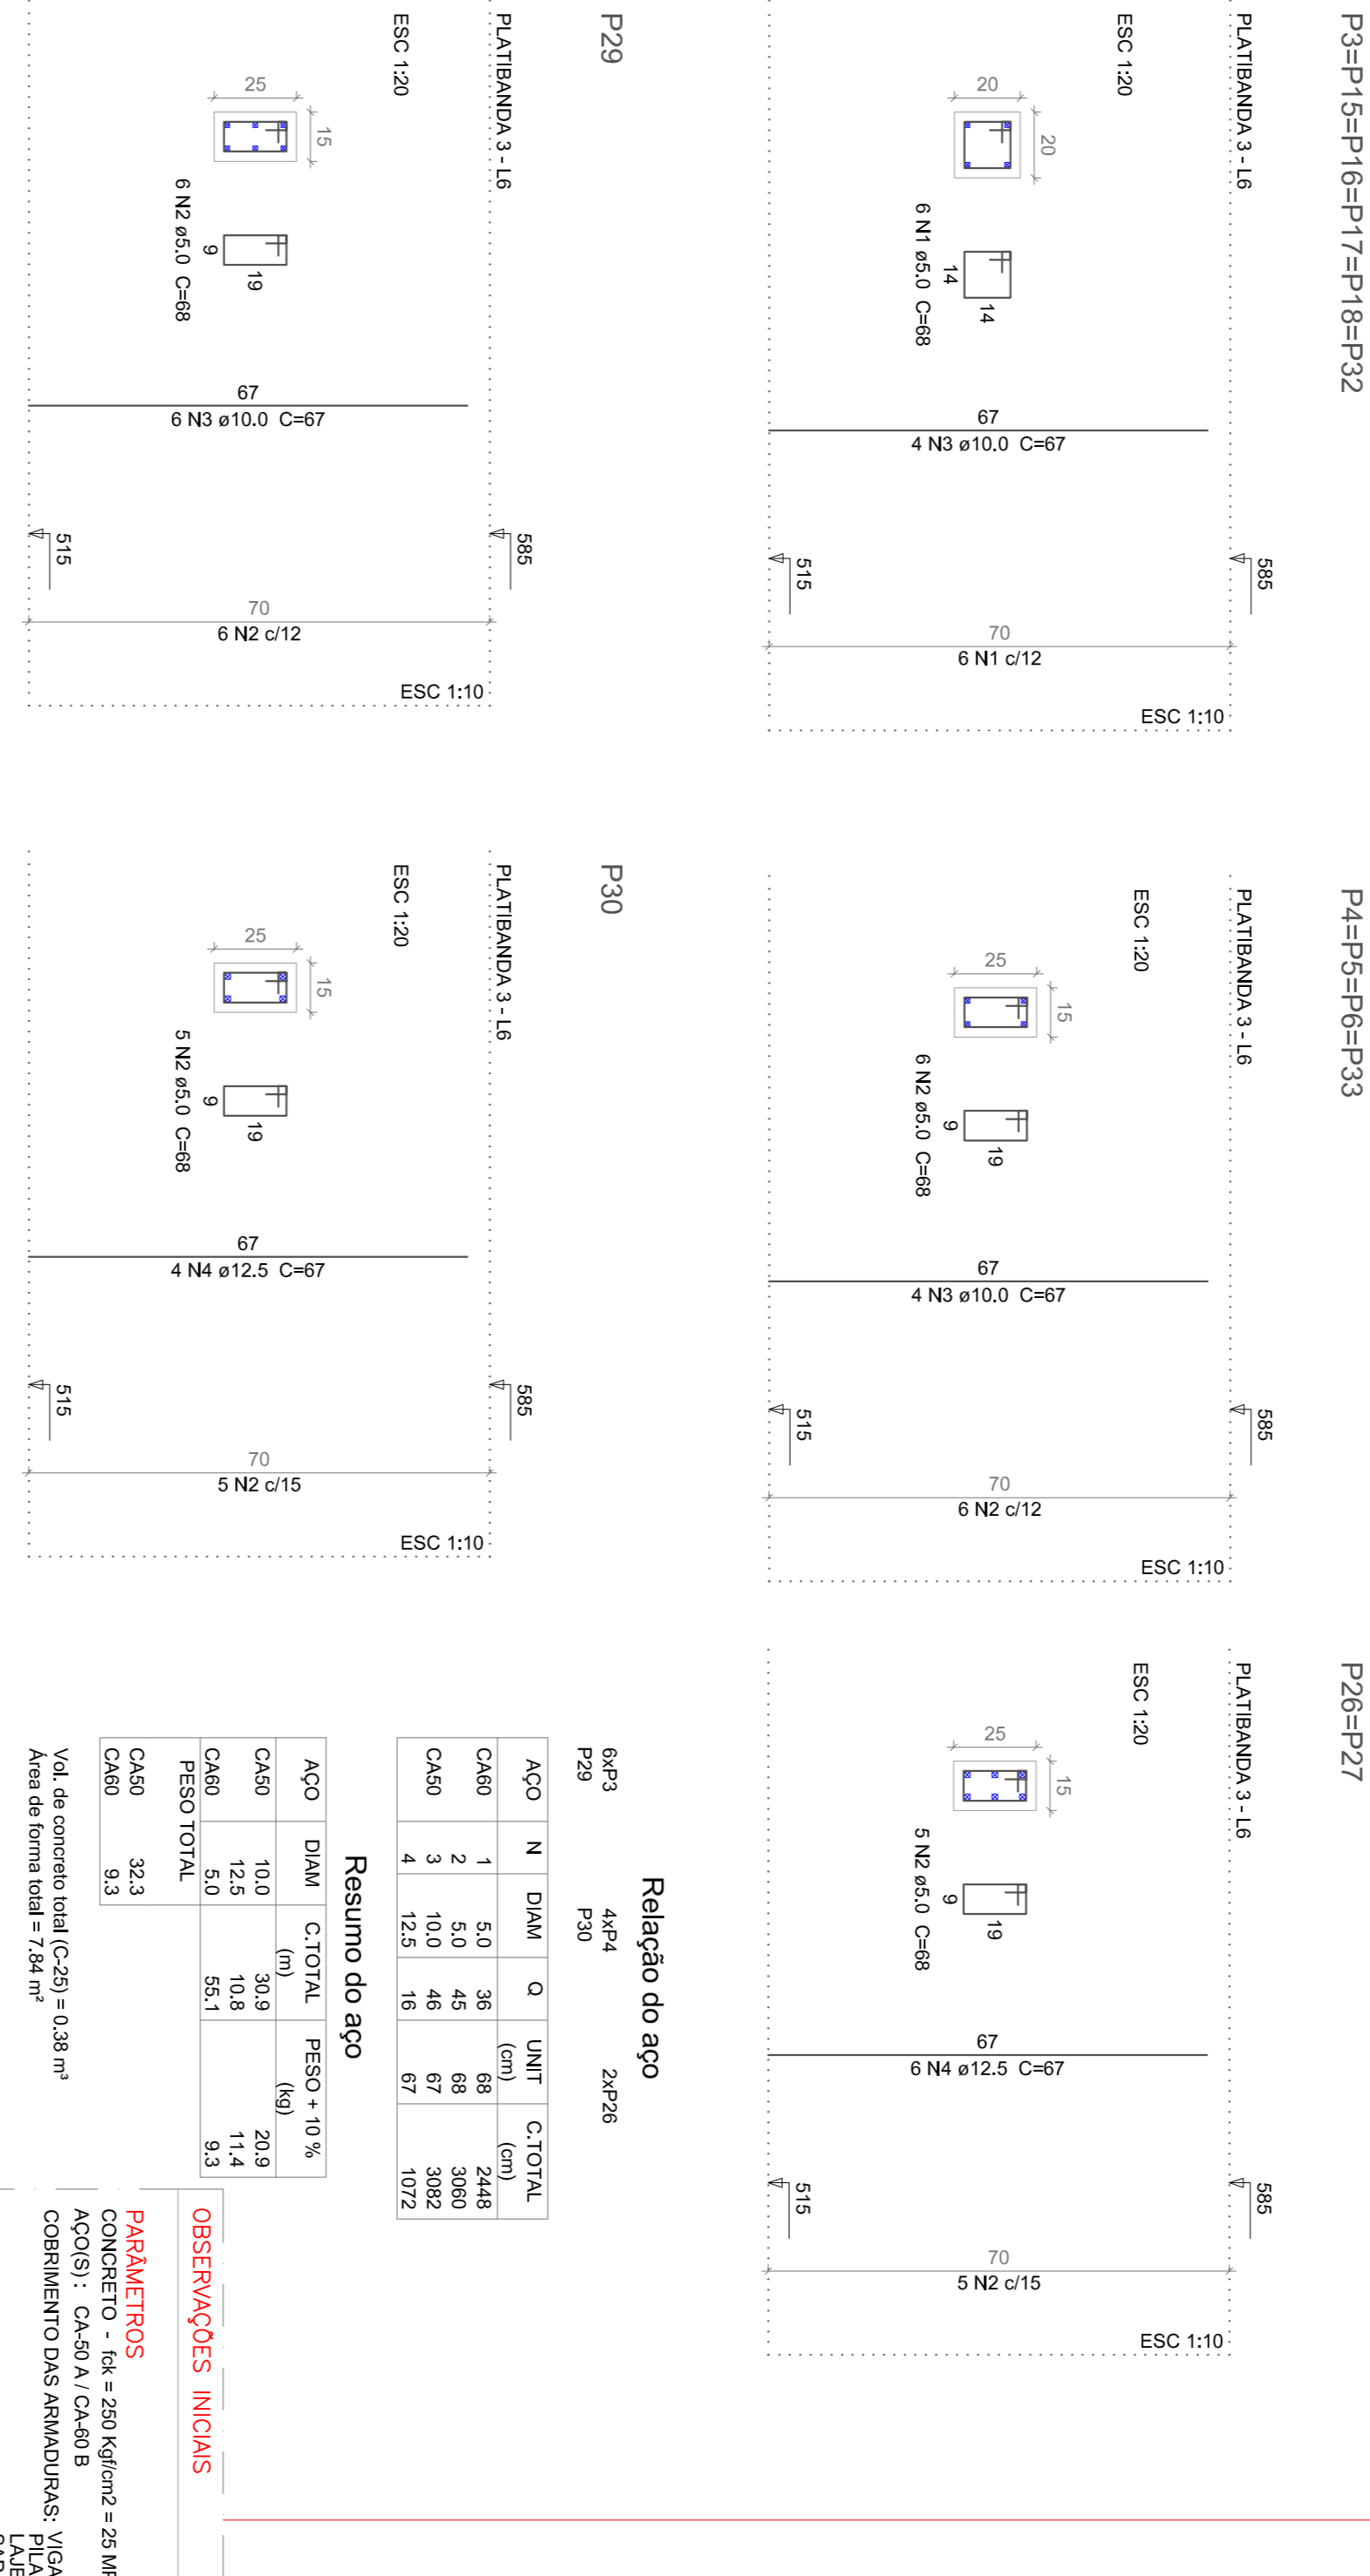 P3=P15=P16=P17=P18=P32
PLATIBANDA 3 - L6
ESC 1:20
20
20
6 N1 ø5.0 C=68
14
14
67
4 N3 ø10.0 C=67
585
515
70
6 N1 c/12
ESC 1:10
P4=P5=P6=P33
PLATIBANDA 3 - L6
ESC 1:20
25
15
6 N2 ø5.0 C=68
9
19
67
4 N3 ø10.0 C=67
585
515
70
6 N2 c/12
ESC 1:10
P26=P27
PLATIBANDA 3 - L6
ESC 1:20
25
15
5 N2 ø5.0 C=68
9
19
67
6 N4 ø12.5 C=67
585
515
70
5 N2 c/15
ESC 1:10
P29
PLATIBANDA 3 - L6
ESC 1:20
25
15
6 N2 ø5.0 C=68
9
19
67
6 N3 ø10.0 C=67
585
515
70
6 N2 c/12
ESC 1:10
P30
PLATIBANDA 3 - L6
ESC 1:20
25
15
5 N2 ø5.0 C=68
9
19
67
4 N4 ø12.5 C=67
585
515
70
5 N2 c/15
ESC 1:10
Relação do aço
6xP3 4xP4 2xP26
P29 P30
AÇO N DIAM Q UNIT (cm) C.TOTAL (cm)
CA60 1 5.0 36 68 2448
2 5.0 45 68 3060
CA50 3 10.0 46 67 3082
4 12.5 16 67 1072
Resumo do aço
AÇO DIAM C.TOTAL (m) PESO + 10 % (kg)
CA50 10.0 30.9 20.9
12.5 10.8 11.4
CA60 5.0 55.1 9.3
PESO TOTAL
CA50 32.3
CA60 9.3
Vol. de concreto total (C-25) = 0.38 m³
Área de forma total = 7.84 m²
OBSERVAÇÕES INICIAIS
PARÂMETROS
CONCRETO - fck = 250 Kgf/cm2 = 25
AÇO(S) : CA-50 A / CA-60 B
COBRIMENTO DAS ARMADURAS: VIGA
PILA
LAJE